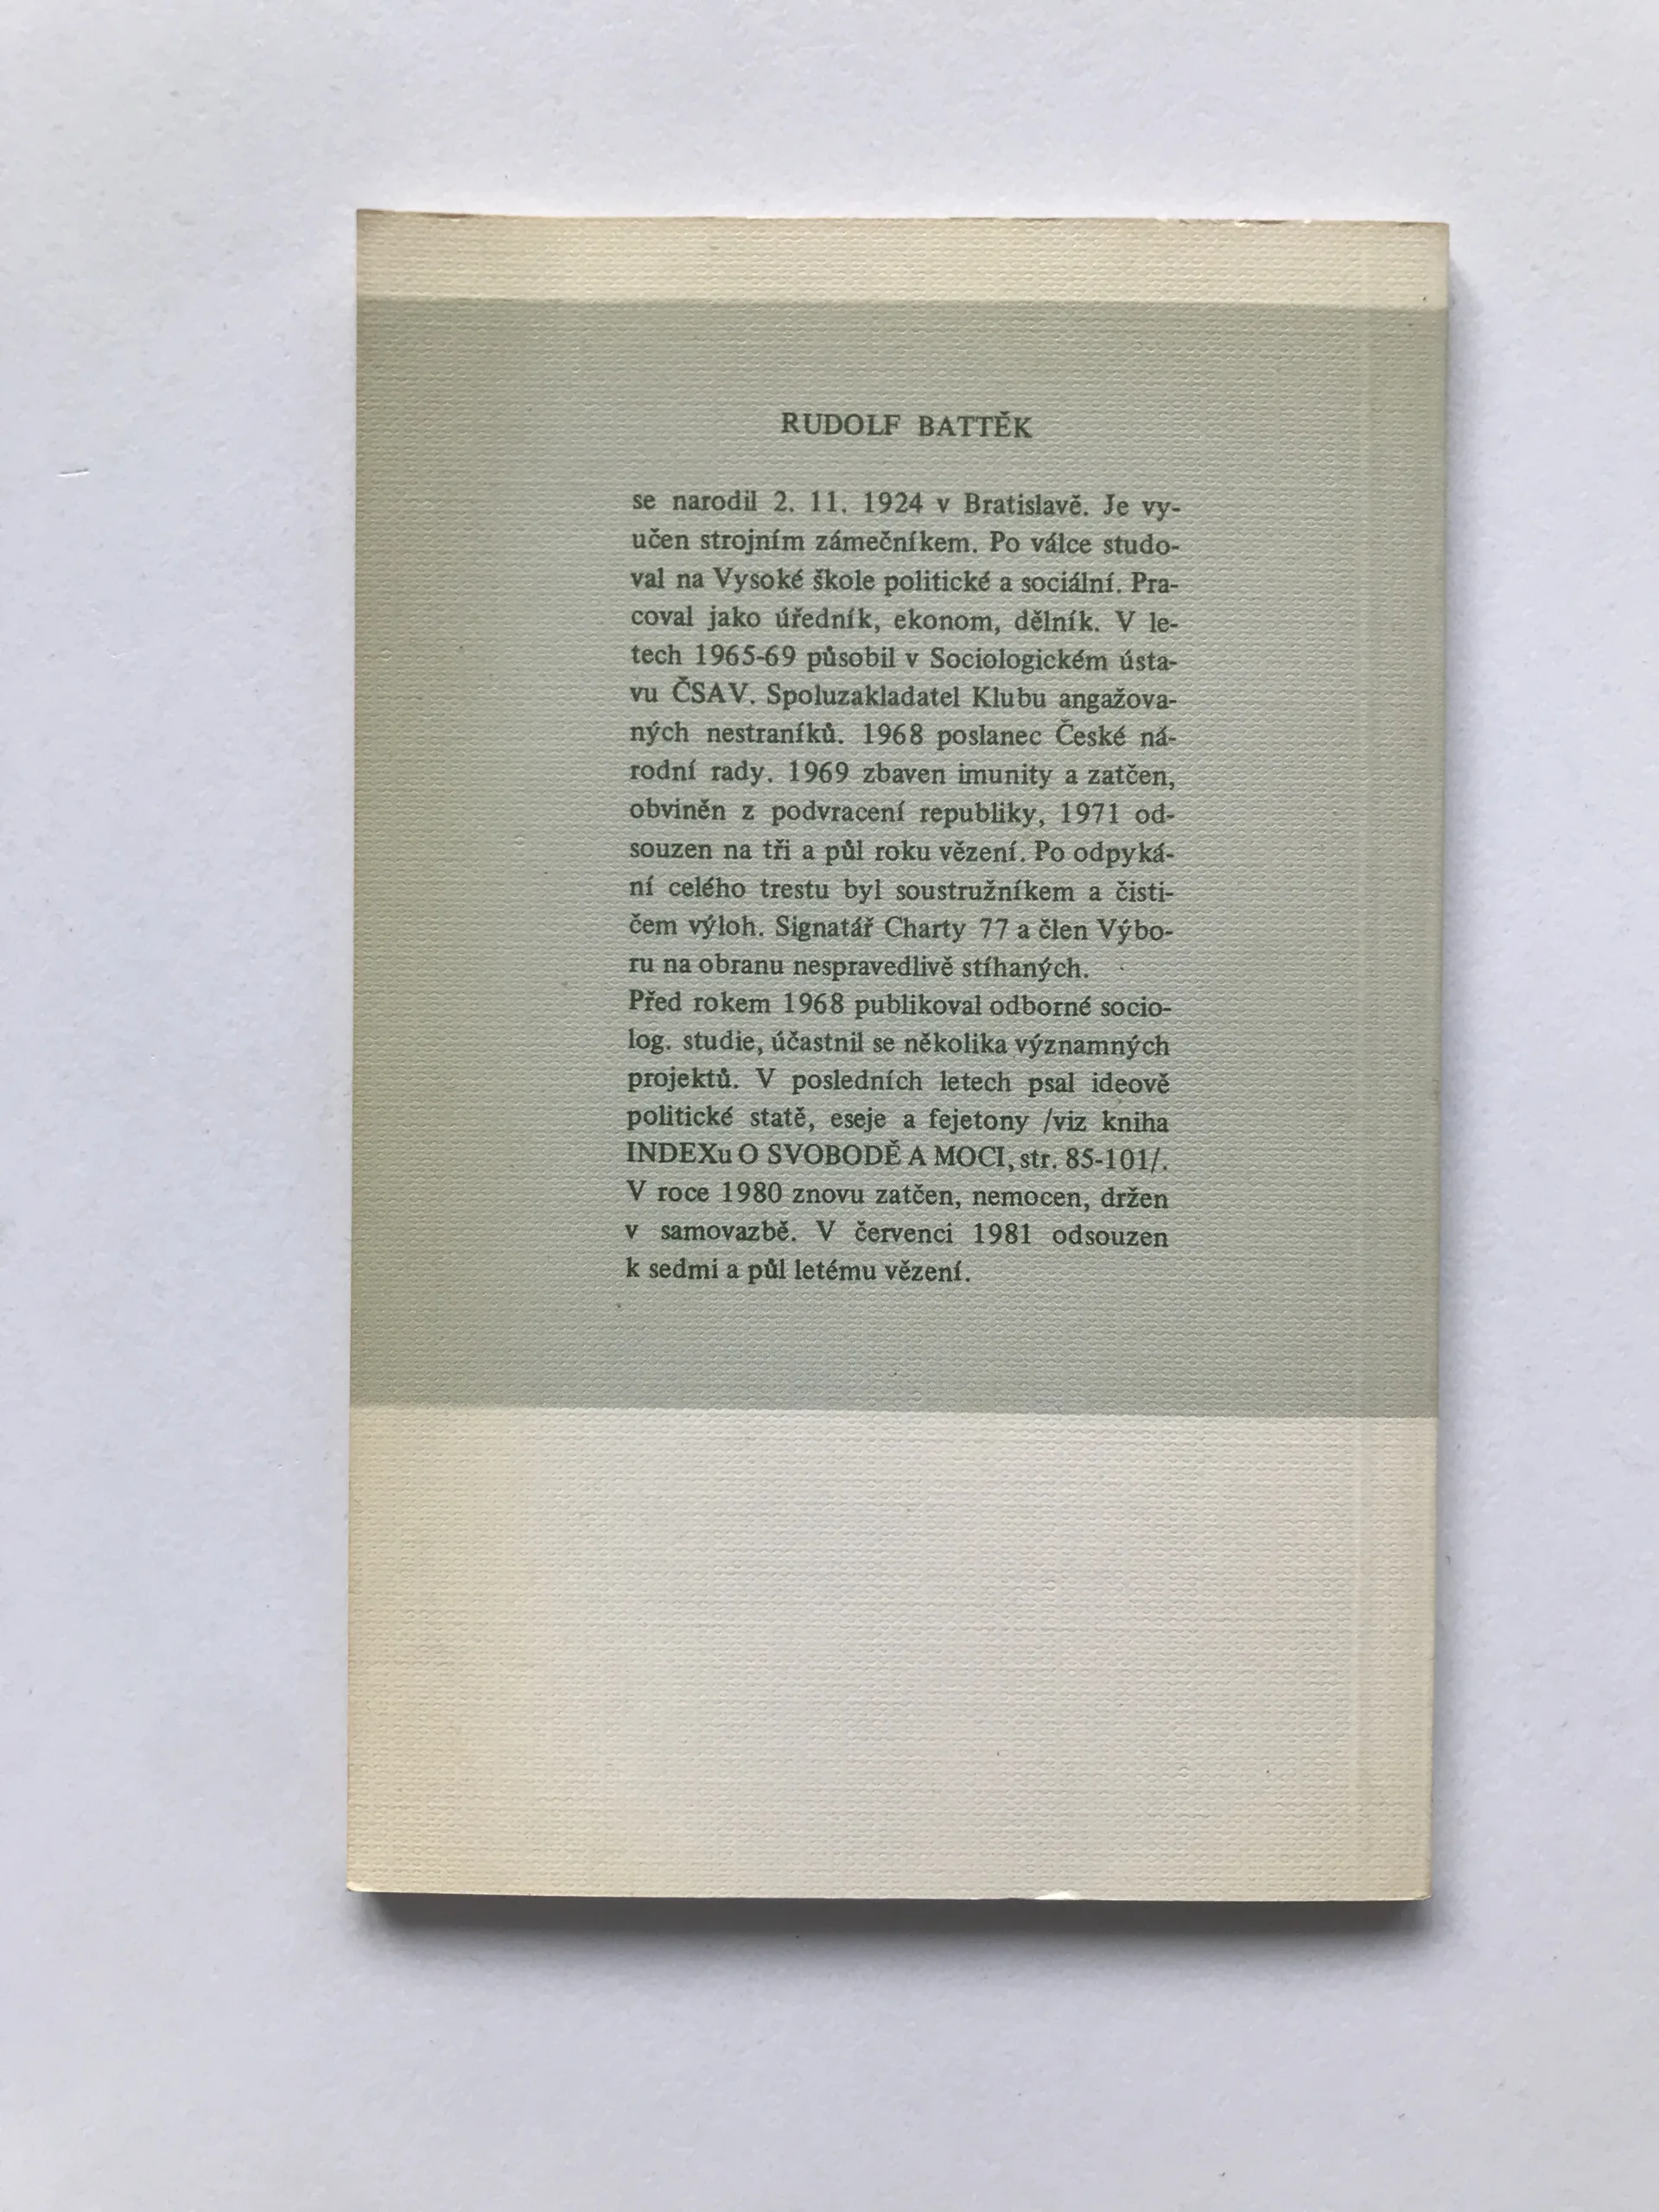 RUDOLF BATTĚK
se narodil 2. 11. 1924 v Bratislavě. Je vy-
učen strojním zámečníkem. Po válce studo-
val na Vysoké škole politické a sociální. Pra-
coval jako úředník, ekonom, dělník. V le-
tech 1965-69 působil v Sociologickém ústa-
vu ČSAV. Spoluzakladatel Klubu angažova-
ných nestraníků. 1968 poslanec České ná-
rodní rady. 1969 zbaven imunity a zatčen,
obviněn z podvracení republiky, 1971 od-
souzen na tři a půl roku vězení. Po odpyká-
ní celého trestu byl soustružníkem a čisti-
čem výloh. Signatář Charty 77 a člen Výbo-
ru na obranu nespravedlivě stíhaných.
Před rokem 1968 publikoval odborné socio-
log. studie, účastnil se několika významných
projektů. V posledních letech psal ideově
politické statě, eseje a fejetony /viz kniha
INDEXu O SVOBODĚ A MOCI, str. 85-101/.
V roce 1980 znovu zatčen, nemocen, držen
v samovazbě. V červenci 1981 odsouzen
k sedmi a půl letému vězení.